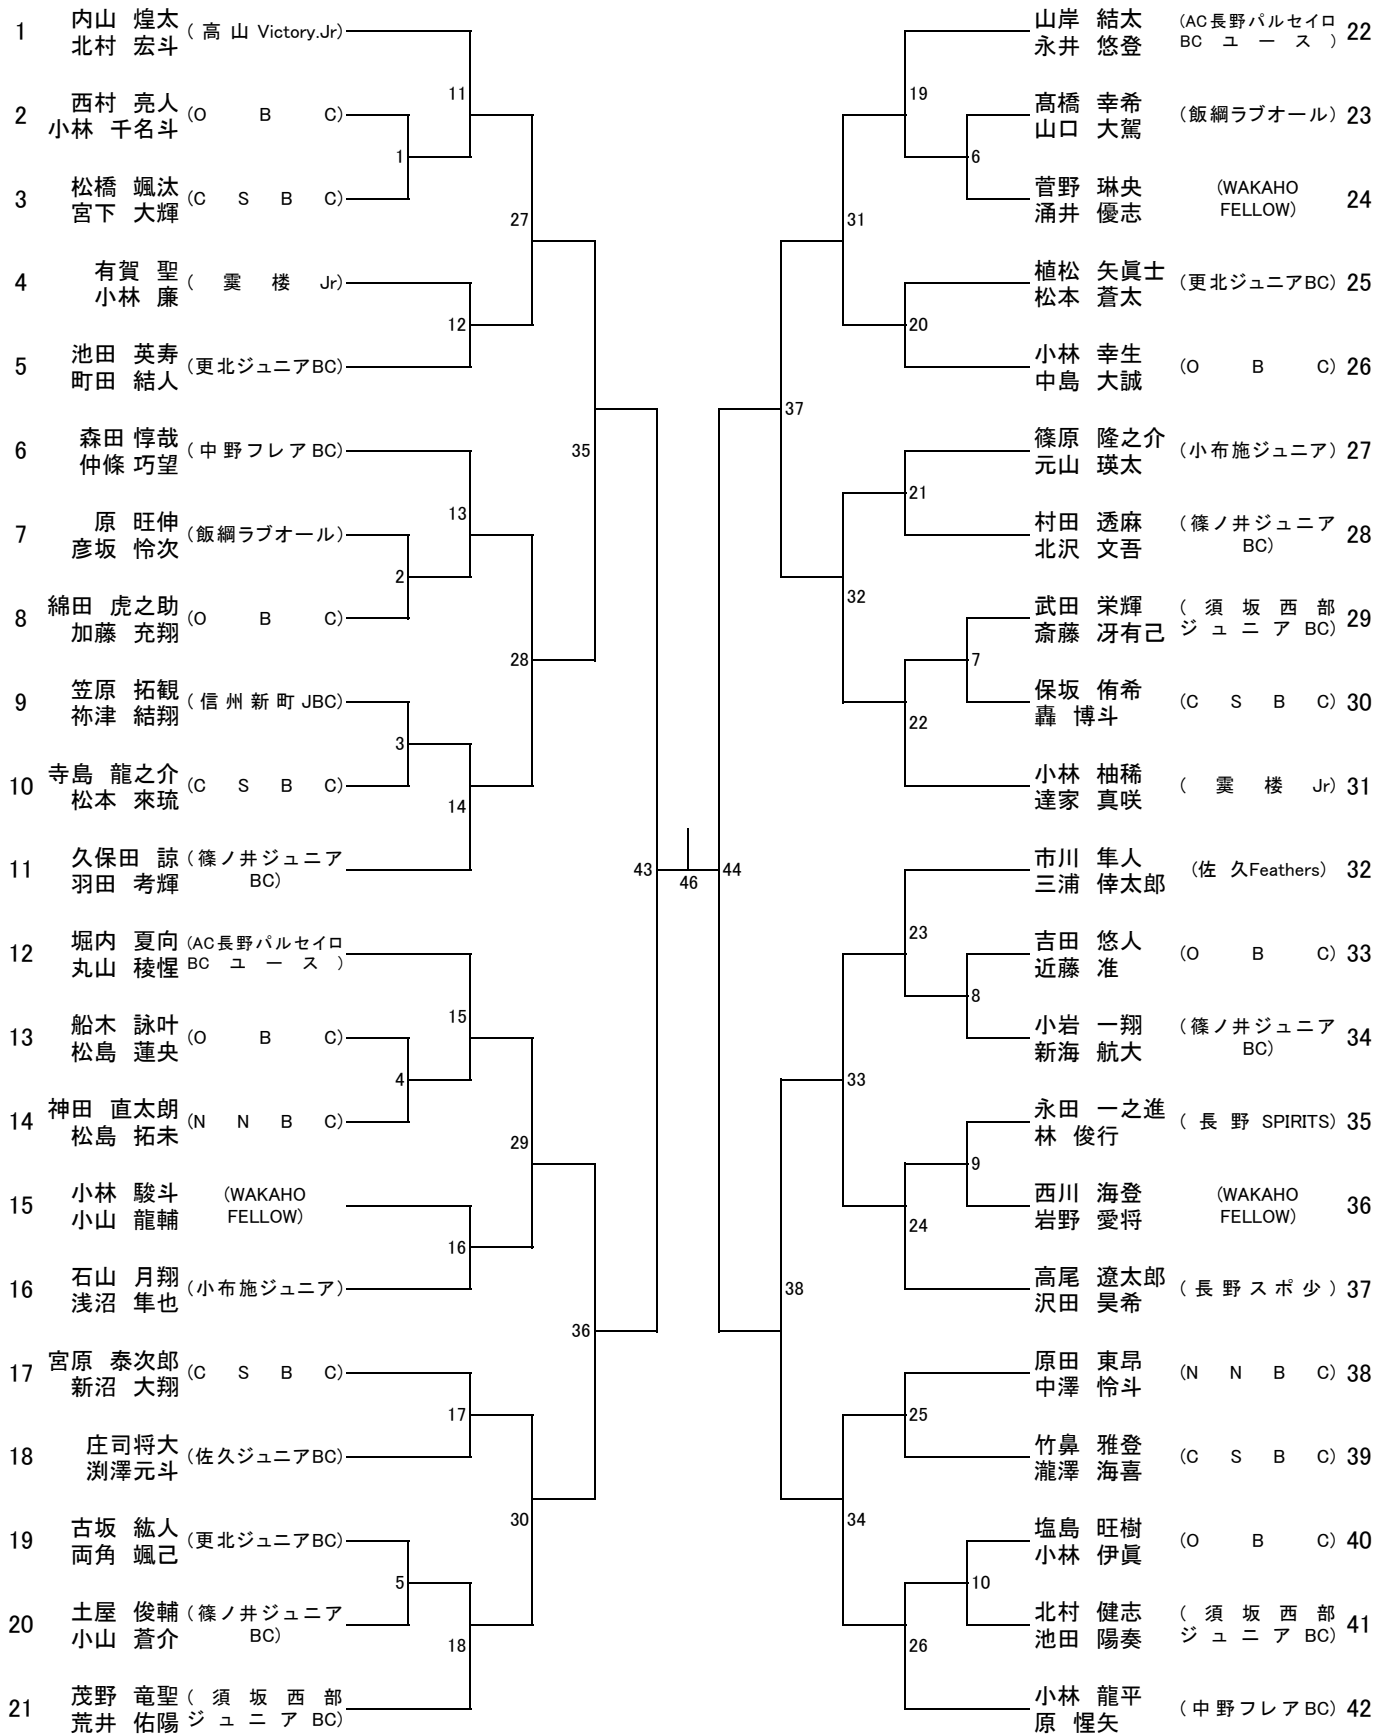 1 内山 煌太 北村 宏斗 (高山 Victory.Jr)
2 西村 亮人 小林 千名斗 (O B C)
3 松橋 颯汰 宮下 大輝 (C S B C)
4 有賀 聖 小林 廉 (霙 楼 Jr)
5 池田 英寿 町田 結人 (更北ジュニアBC)
6 森田 惇哉 仲條 巧望 (中野フレアBC)
7 原 旺伸 彦坂 怜次 (飯綱ラブオール)
8 綿田 虎之助 加藤 充翔 (O B C)
9 笠原 拓観 祢津 結翔 (信州新町JBC)
10 寺島 龍之介 松本 來琉 (C S B C)
11 久保田 諒 羽田 考輝 (篠ノ井ジュニア BC)
12 堀内 夏向 丸山 稜惺 (AC長野パルセイロ BC ユース)
13 船木 詠叶 松島 蓮央 (O B C)
14 神田 直太朗 松島 拓未 (N N B C)
15 小林 駿斗 小山 龍輔 (WAKAHO FELLOW)
16 石山 月翔 浅沼 隼也 (小布施ジュニア)
17 宮原 泰次郎 新沼 大翔 (C S B C)
18 庄司将大 渕澤元斗 (佐久ジュニアBC)
19 古坂 紘人 両角 颯己 (更北ジュニアBC)
20 土屋 俊輔 小山 蒼介 (篠ノ井ジュニア BC)
21 茂野 竜聖 荒井 佑陽 (須坂西部 ジュニアBC)
1
2
3
4
5
11
12
13
14
15
16
17
18
27
28
29
30
35
36
43
46
44
37
38
31
32
33
34
19
20
21
22
23
24
25
26
6
7
8
9
10
山岸 結太 永井 悠登 (AC長野パルセイロ BC ユース) 22
髙橋 幸希 山口 大駕 (飯綱ラブオール) 23
菅野 琳央 涌井 優志 (WAKAHO FELLOW) 24
植松 矢眞士 松本 蒼太 (更北ジュニアBC) 25
小林 幸生 中島 大誠 (O B C) 26
篠原 隆之介 元山 瑛太 (小布施ジュニア) 27
村田 透麻 北沢 文吾 (篠ノ井ジュニア BC) 28
武田 栄輝 斎藤 冴有己 (須坂西部 ジュニアBC) 29
保坂 侑希 轟 博斗 (C S B C) 30
小林 柚稀 達家 真咲 (霙 楼 Jr) 31
市川 隼人 三浦 倖太郎 (佐久Feathers) 32
吉田 悠人 近藤 准 (O B C) 33
小岩 一翔 新海 航大 (篠ノ井ジュニア BC) 34
永田 一之進 林 俊行 (長野 SPIRITS) 35
西川 海登 岩野 愛将 (WAKAHO FELLOW) 36
高尾 遼太郎 沢田 昊希 (長野スポ少) 37
原田 東昂 中澤 怜斗 (N N B C) 38
竹鼻 雅登 瀧澤 海喜 (C S B C) 39
塩島 旺樹 小林 伊眞 (O B C) 40
北村 健志 池田 陽奏 (須坂西部 ジュニアBC) 41
小林 龍平 原 惺矢 (中野フレアBC) 42